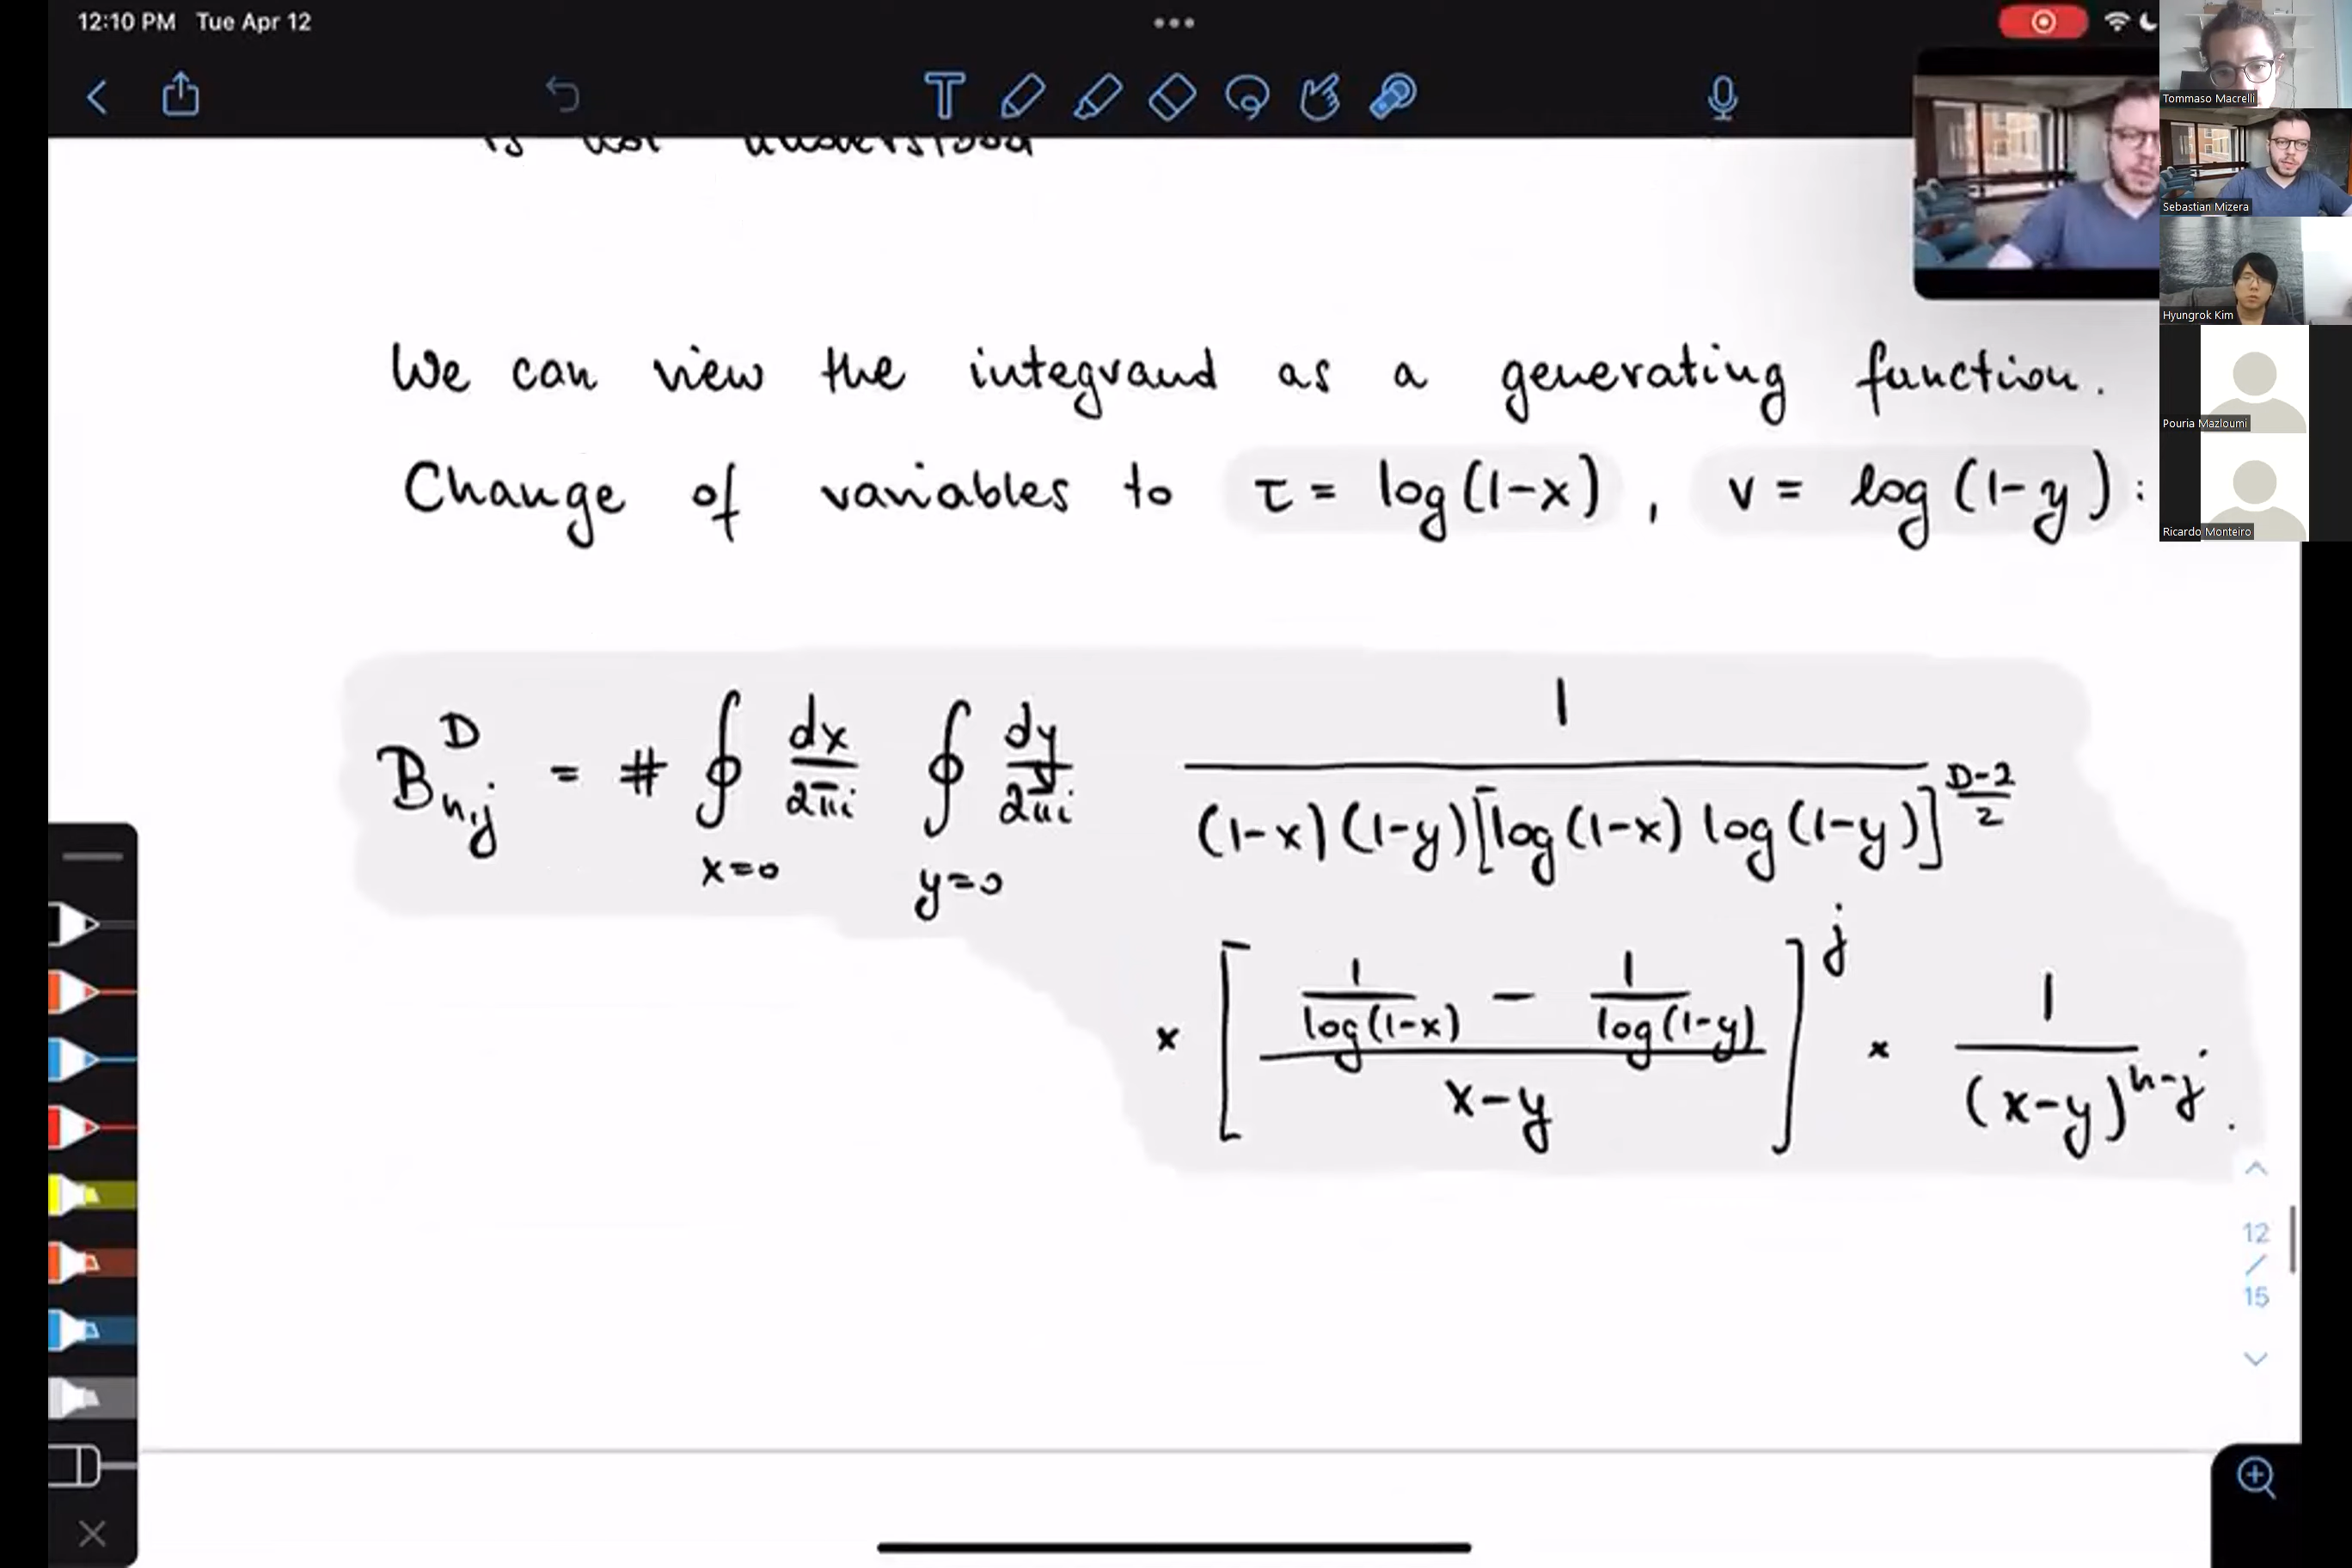 12:10 PM Tue Apr 12
is not understood
We can view the integrand as a generating function.
Change of variables to τ = log(1-x) , v = log(1-y) :
B^D_{n,j} = # ∮_{x=0} dx/2πi ∮_{y=0} dy/2πi 1/((1-x)(1-y)[log(1-x) log(1-y)]^{(D-2)/2})
× [(1/log(1-x) - 1/log(1-y))/(x-y)]^j × 1/(x-y)^{n-j} .
12
/
15
Tommaso Macrelli
Sebastian Mizera
Hyungrok Kim
Pouria Mazloumi
Ricardo Monteiro